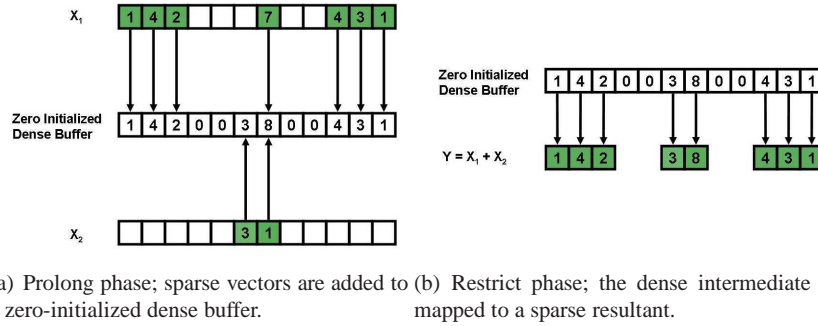 X1 1 4 2 7 4 3 1
Zero Initialized
Dense Buffer 1 4 2 0 0 3 8 0 0 4 3 1
X2 3 1
a) Prolong phase; sparse vectors are added to
zero-initialized dense buffer.
Zero Initialized
Dense Buffer 1 4 2 0 0 3 8 0 0 4 3 1
Y = X1 + X2 1 4 2 3 8 4 3 1
(b) Restrict phase; the dense intermediate
mapped to a sparse resultant.